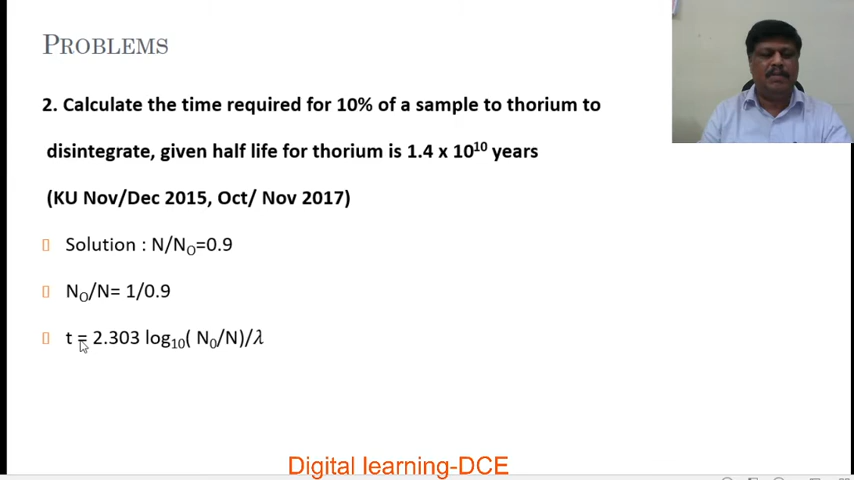 PROBLEMS
2. Calculate the time required for 10% of a sample to thorium to
disintegrate, given half life for thorium is 1.4 x 10¹⁰ years
(KU Nov/Dec 2015, Oct/ Nov 2017)
Solution : N/N₀=0.9
N₀/N= 1/0.9
t = 2.303 log₁₀( N₀/N)/λ
Digital learning-DCE